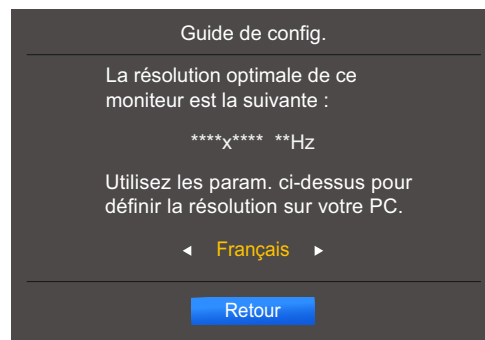 Guide de config.
La résolution optimale de ce
moniteur est la suivante :
****x**** **Hz
Utilisez les param. ci-dessus pour
définir la résolution sur votre PC.
◄ Français ►
Retour